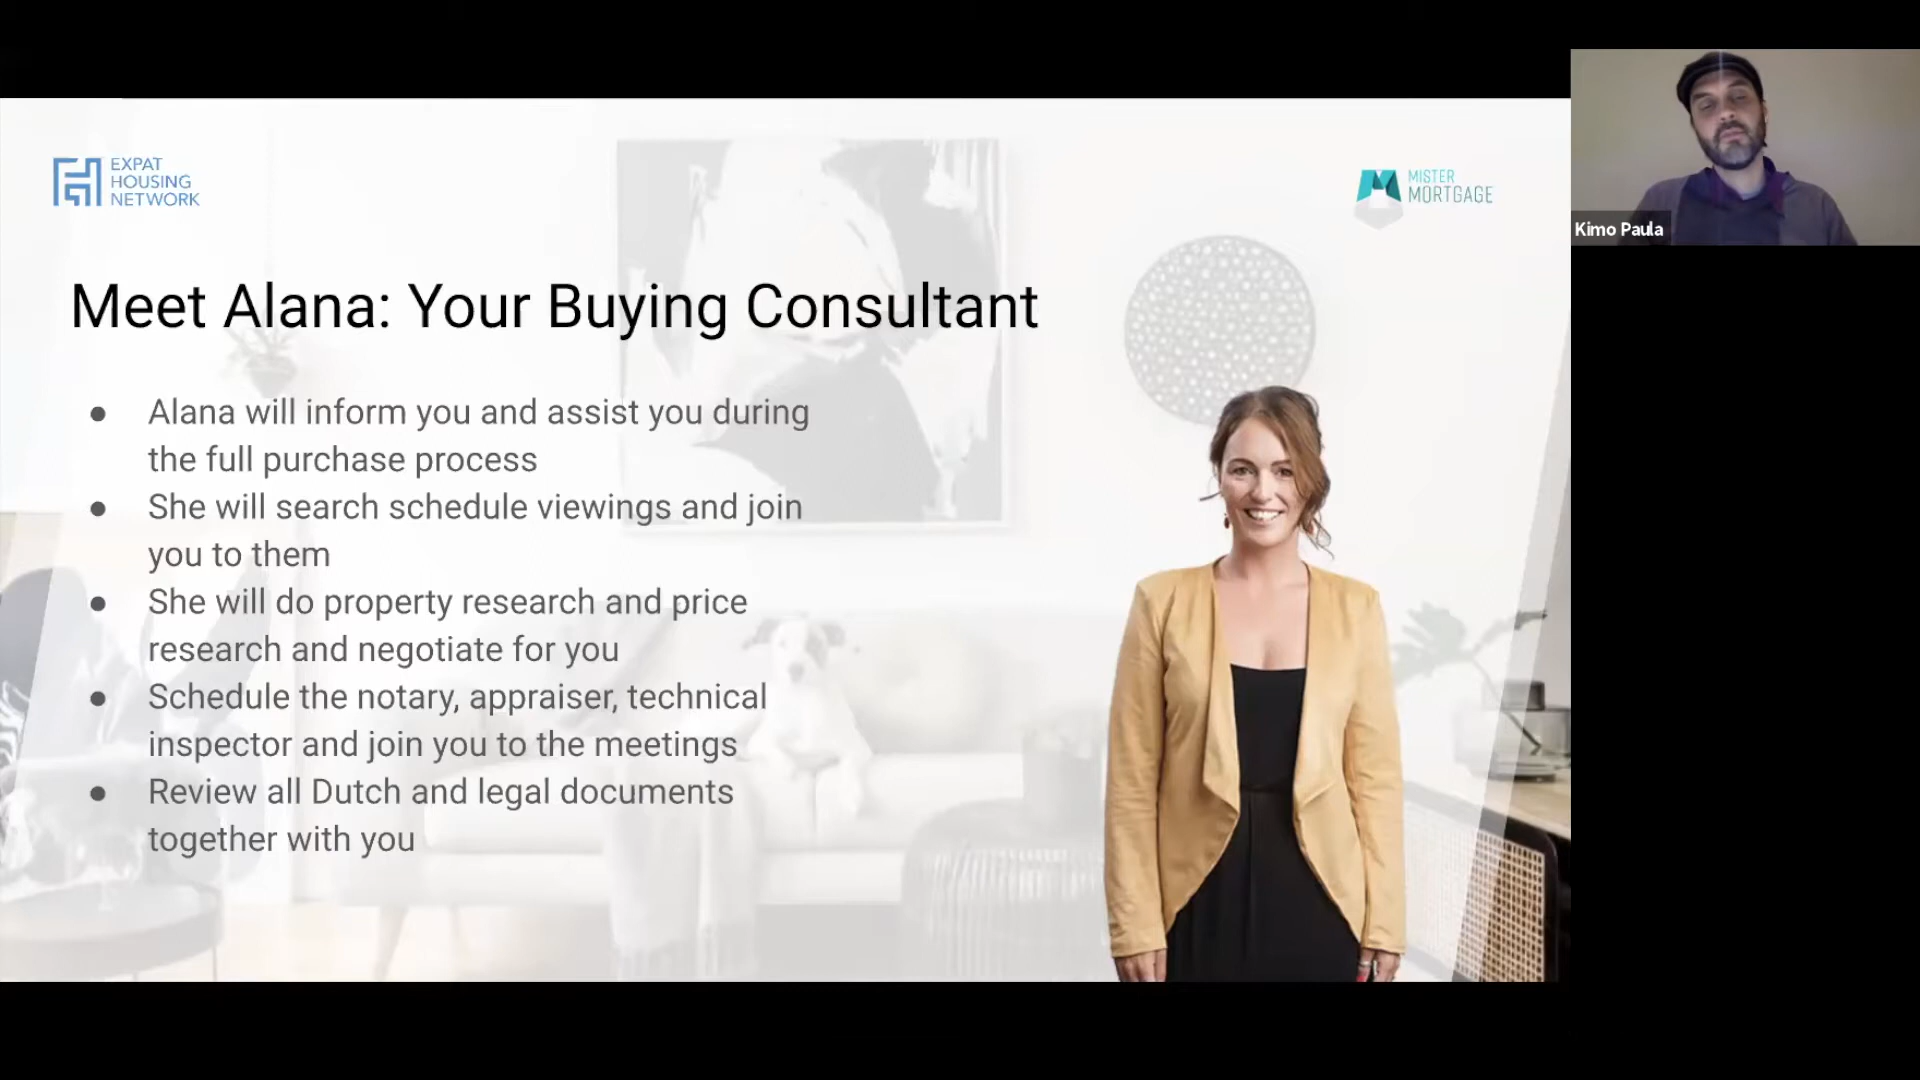 EXPAT
HOUSING
NETWORK
MISTER
MORTGAGE
Kimo Paula
Meet Alana: Your Buying Consultant
● Alana will inform you and assist you during
the full purchase process
● She will search schedule viewings and join
you to them
● She will do property research and price
research and negotiate for you
● Schedule the notary, appraiser, technical
inspector and join you to the meetings
● Review all Dutch and legal documents
together with you